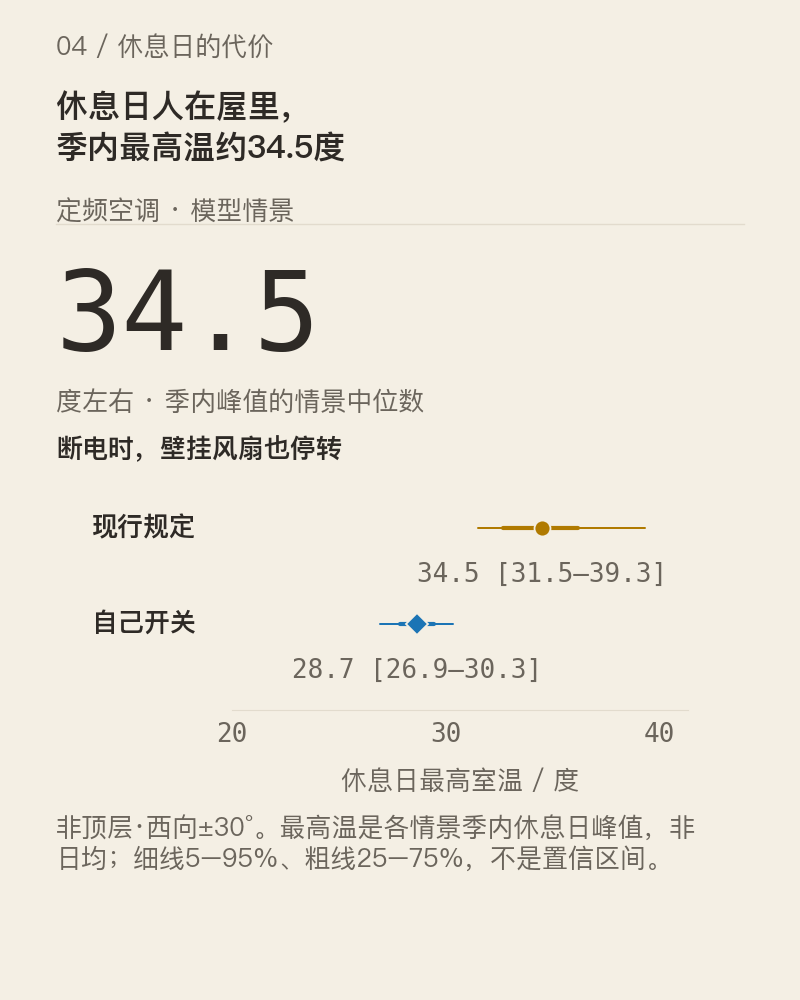 04 / 休息日的代价
休息日人在屋里，
季内最高温约34.5度
定频空调 · 模型情景
34.5
度左右 · 季内峰值的情景中位数
断电时，壁挂风扇也停转
现行规定
34.5 [31.5–39.3]
自己开关
28.7 [26.9–30.3]
20 30 40
休息日最高室温 / 度
非顶层·西向±30°。最高温是各情景季内休息日峰值，非
日均；细线5—95%、粗线25—75%，不是置信区间。